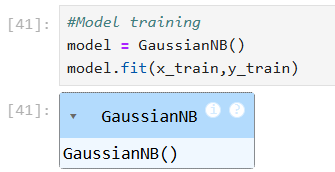 [41]: #Model training
model = GaussianNB()
model.fit(x_train,y_train)
[41]: ▾ GaussianNB i ?
GaussianNB()